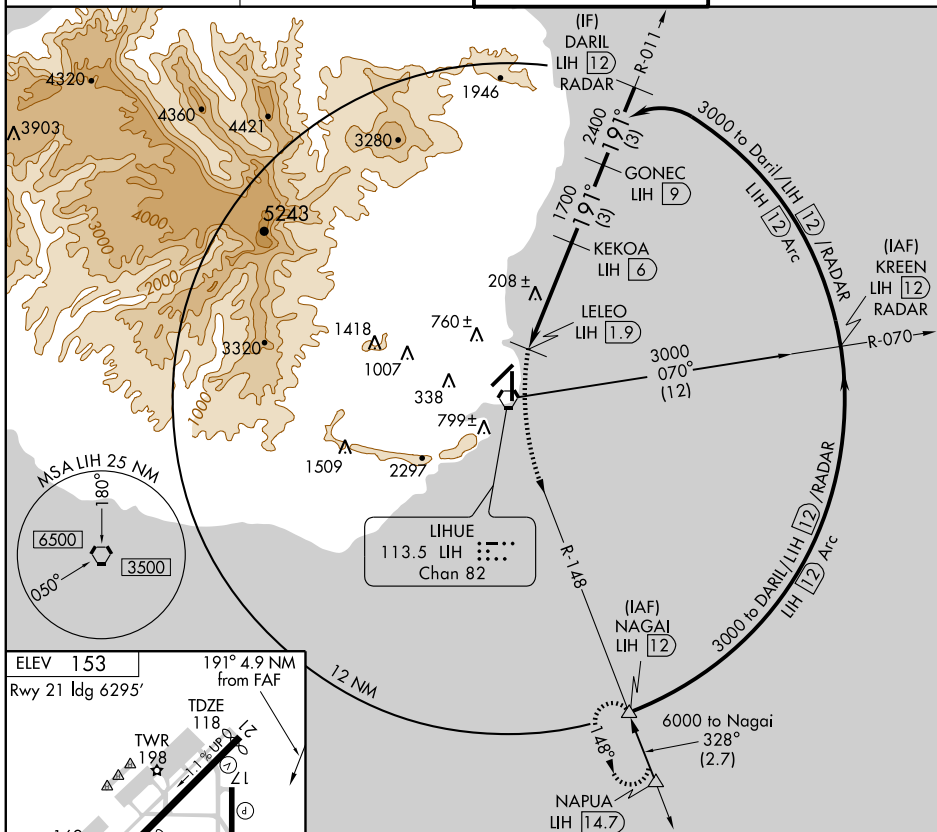 (IF)
DARIL
LIH 12
RADAR
R-011
4320
3903
4360
4421
1946
3280
2400
191°
(3)
GONEC
LIH 9
1700
191°
(3)
KEKOA
LIH 6
3000 to Daril/LIH 12 /RADAR
LIH 12 Arc
(IAF)
KREEN
LIH 12
RADAR
R-070
5243
4000
3000
2000
1000
3320
208 ±
LELEO
LIH 1.9
1418
1007
760 ±
338
799±
1509
2297
3000
070°
(12)
MSA LIH 25 NM
180°
6500
3500
050°
LIHUE
113.5 LIH
Chan 82
R-148
3000 to DARIL/LIH 12 /RADAR
LIH 12 Arc
(IAF)
NAGAI
LIH 12
12 NM
148°
6000 to Nagai
328°
(2.7)
NAPUA
LIH 14.7
ELEV 153
Rwy 21 ldg 6295'
191° 4.9 NM
from FAF
TDZE
118
21
TWR
198
1.1% UP
V
17
P